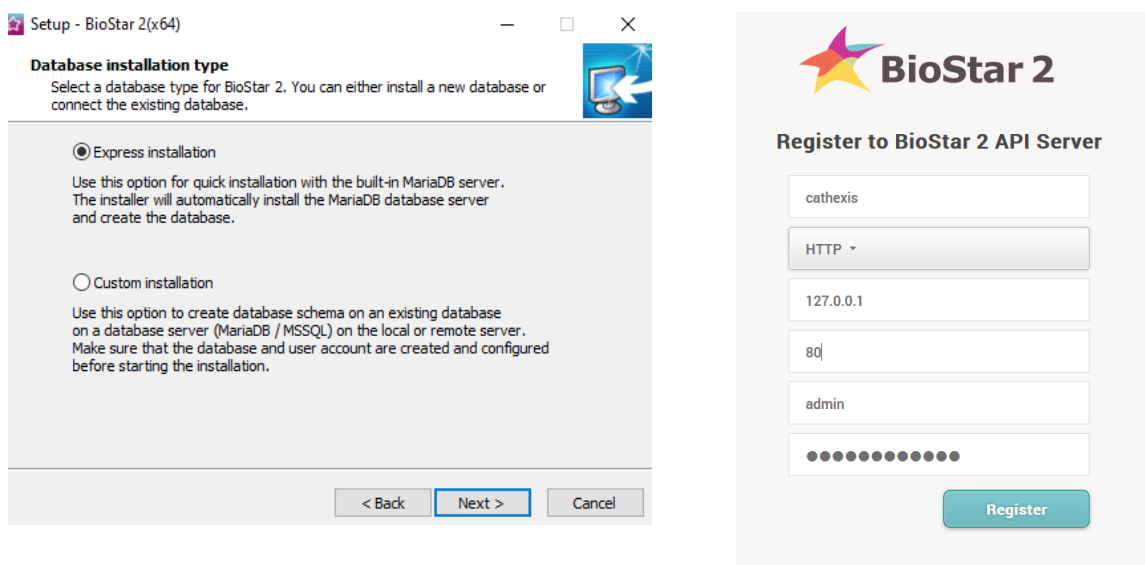 Setup - BioStar 2(x64)
Database installation type
Select a database type for BioStar 2. You can either install a new database or
connect the existing database.
Express installation
Use this option for quick installation with the built-in MariaDB server.
The installer will automatically install the MariaDB database server
and create the database.
Custom installation
Use this option to create database schema on an existing database
on a database server (MariaDB / MSSQL) on the local or remote server.
Make sure that the database and user account are created and configured
before starting the installation.
< Back
Next >
Cancel
BioStar 2
Register to BioStar 2 API Server
cathexis
HTTP
127.0.0.1
80
admin
●●●●●●●●●●●●
Register